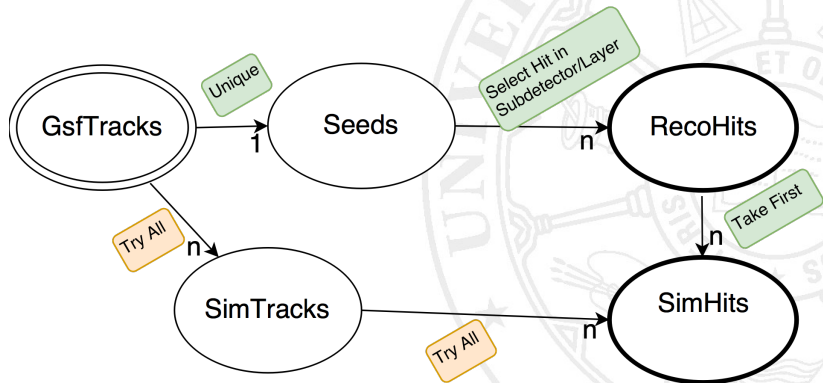 Unique
Select Hit in
Subdetector/Layer
GsfTracks
1
Seeds
n
RecoHits
Try All
n
Take First
n
SimTracks
Try All
n
SimHits